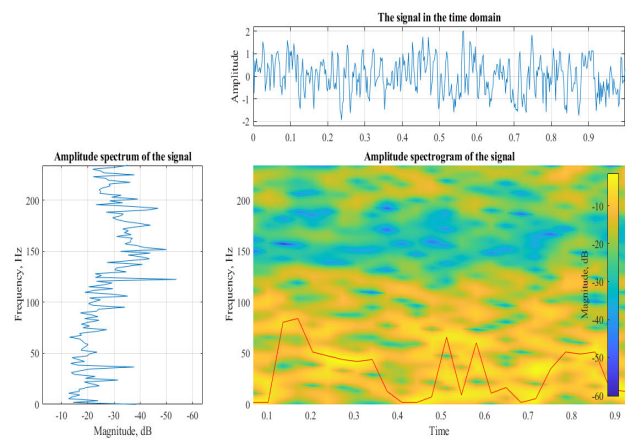 The signal in the time domain
Amplitude
2
1
0
-1
-2
0 0.1 0.2 0.3 0.4 0.5 0.6 0.7 0.8 0.9
Amplitude spectrum of the signal
Frequency, Hz
200
150
100
50
0
-10 -20 -30 -40 -50 -60
Magnitude, dB
Amplitude spectrogram of the signal
Frequency, Hz
200
150
100
50
0
0.1 0.2 0.3 0.4 0.5 0.6 0.7 0.8 0.9
Time
Magnitude, dB
-10
-20
-30
-40
-50
-60